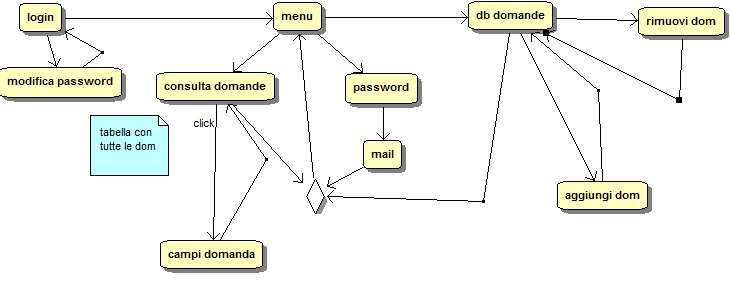 login
menu
db domande
rimuovi dom
modifica password
consulta domande
password
click
tabella con
tutte le dom
mail
aggiungi dom
campi domanda